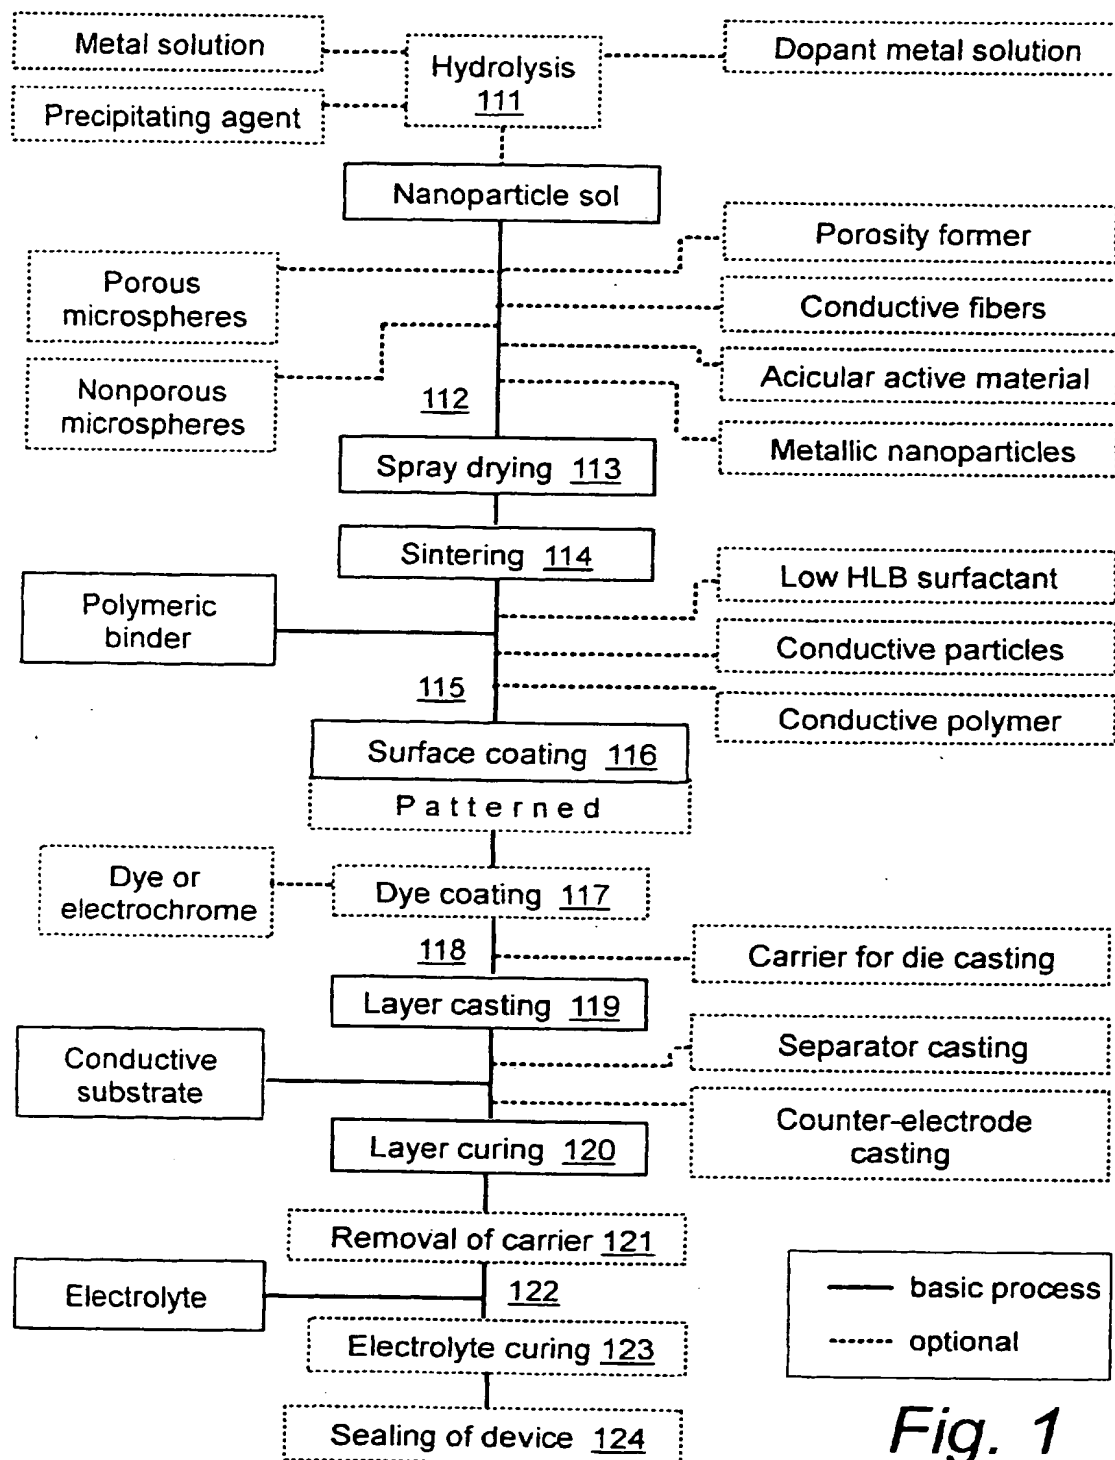 Metal solution
Hydrolysis
111
Dopant metal solution
Precipitating agent
Nanoparticle sol
Porosity former
Porous
microspheres
Conductive fibers
Acicular active material
Nonporous
microspheres
112
Metallic nanoparticles
Spray drying 113
Sintering 114
Low HLB surfactant
Polymeric
binder
Conductive particles
115
Conductive polymer
Surface coating 116
Patterned
Dye or
electrochrome
Dye coating 117
118
Carrier for die casting
Layer casting 119
Separator casting
Conductive
substrate
Counter-electrode
casting
Layer curing 120
Removal of carrier 121
Electrolyte
122
basic process
optional
Electrolyte curing 123
Sealing of device 124
Fig. 1